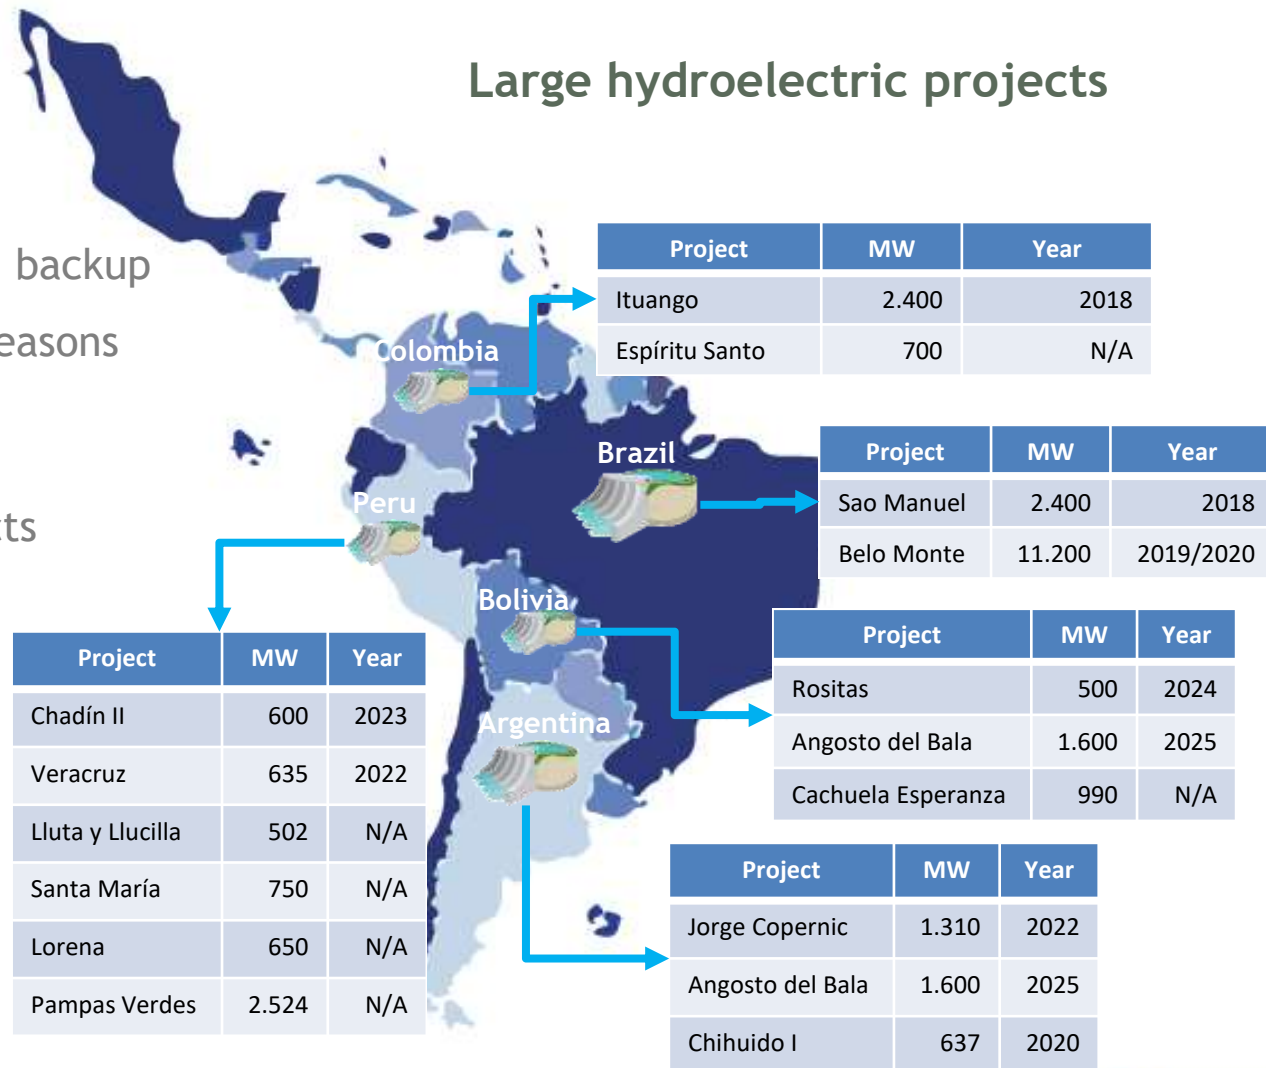 Large hydroelectric projects
backup
easons
cts
Colombia
Project MW Year
Ituango 2.400 2018
Espíritu Santo 700 N/A
Brazil
Project MW Year
Sao Manuel 2.400 2018
Belo Monte 11.200 2019/2020
Peru
Project MW Year
Chadín II 600 2023
Veracruz 635 2022
Lluta y Llucilla 502 N/A
Santa María 750 N/A
Lorena 650 N/A
Pampas Verdes 2.524 N/A
Bolivia
Project MW Year
Rositas 500 2024
Angosto del Bala 1.600 2025
Cachuela Esperanza 990 N/A
Argentina
Project MW Year
Jorge Copernic 1.310 2022
Angosto del Bala 1.600 2025
Chihuido I 637 2020